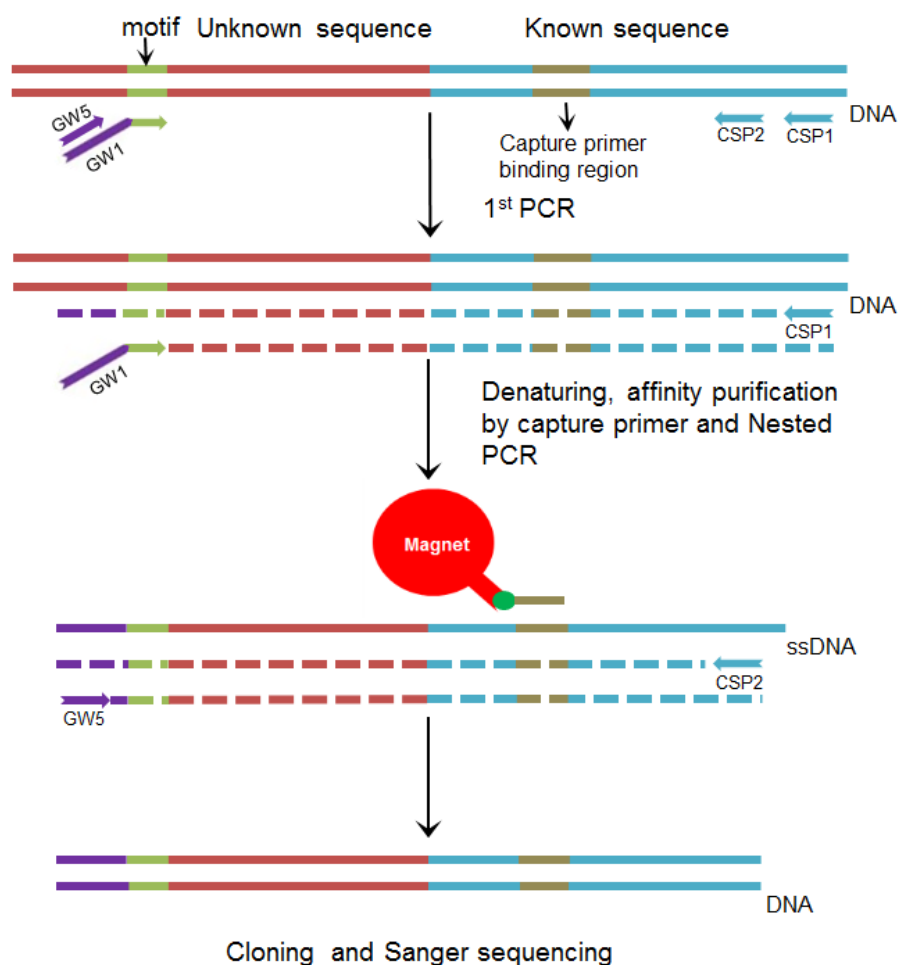 motif Unknown sequence Known sequence
DNA
GW5
GW1
CSP2
CSP1
Capture primer
binding region
1st PCR
DNA
CSP1
GW1
Denaturing, affinity purification
by capture primer and Nested
PCR
Magnet
ssDNA
CSP2
GW5
DNA
Cloning and Sanger sequencing